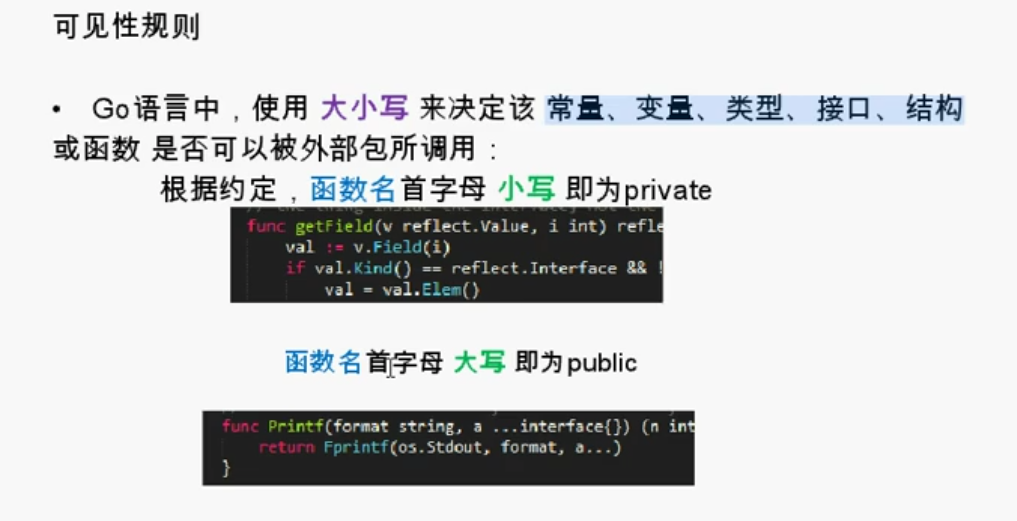 可见性规则
• Go语言中，使用 大小写 来决定该 常量、变量、类型、接口、结构
或函数 是否可以被外部包所调用：
根据约定，函数名首字母 小写 即为private
func getField(v reflect.Value, i int) refle
val := v.Field(i)
if val.Kind() == reflect.Interface && !
val = val.Elem()
函数名首字母 大写 即为public
func Printf(format string, a ...interface{}) (n int
return Fprintf(os.Stdout, format, a...)
}